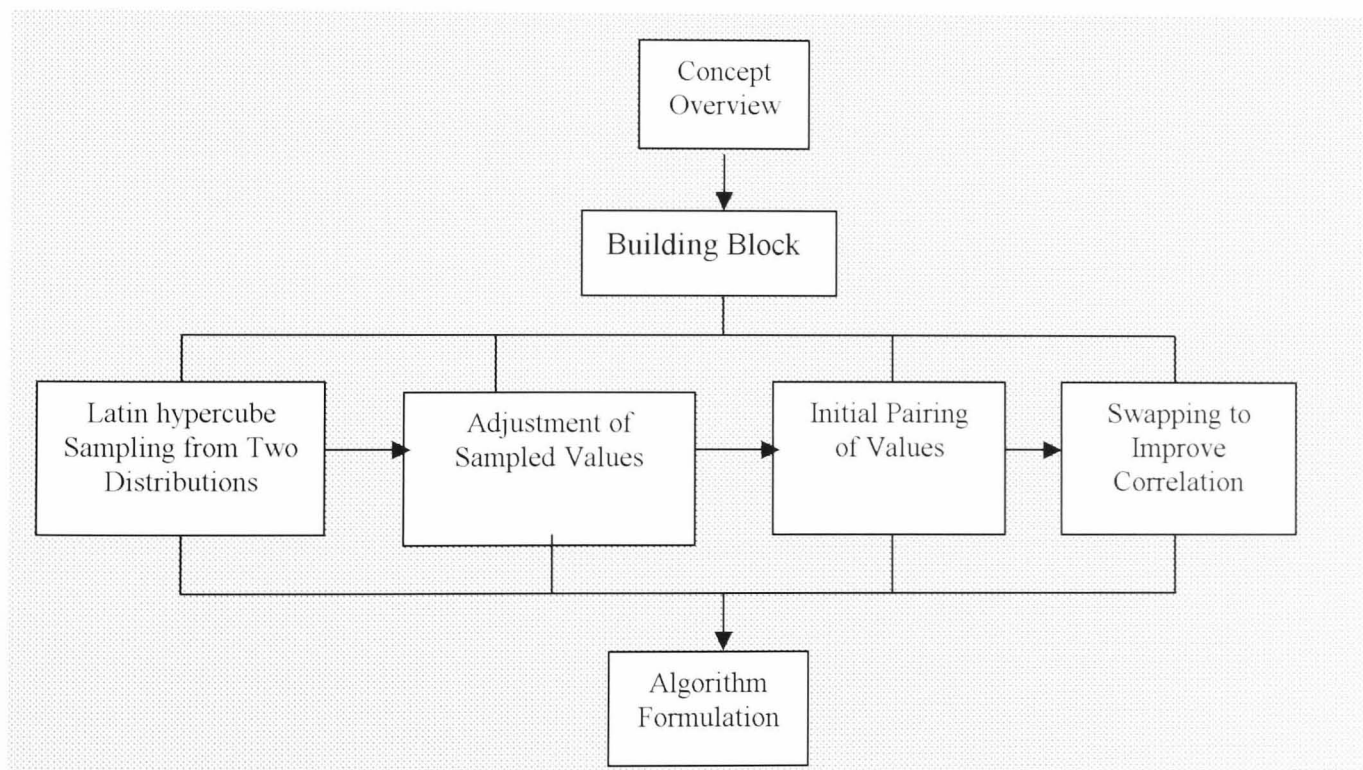 Concept
Overview
Building Block
Latin hypercube
Sampling from Two
Distributions
Adjustment of
Sampled Values
Initial Pairing
of Values
Swapping to
Improve
Correlation
Algorithm
Formulation